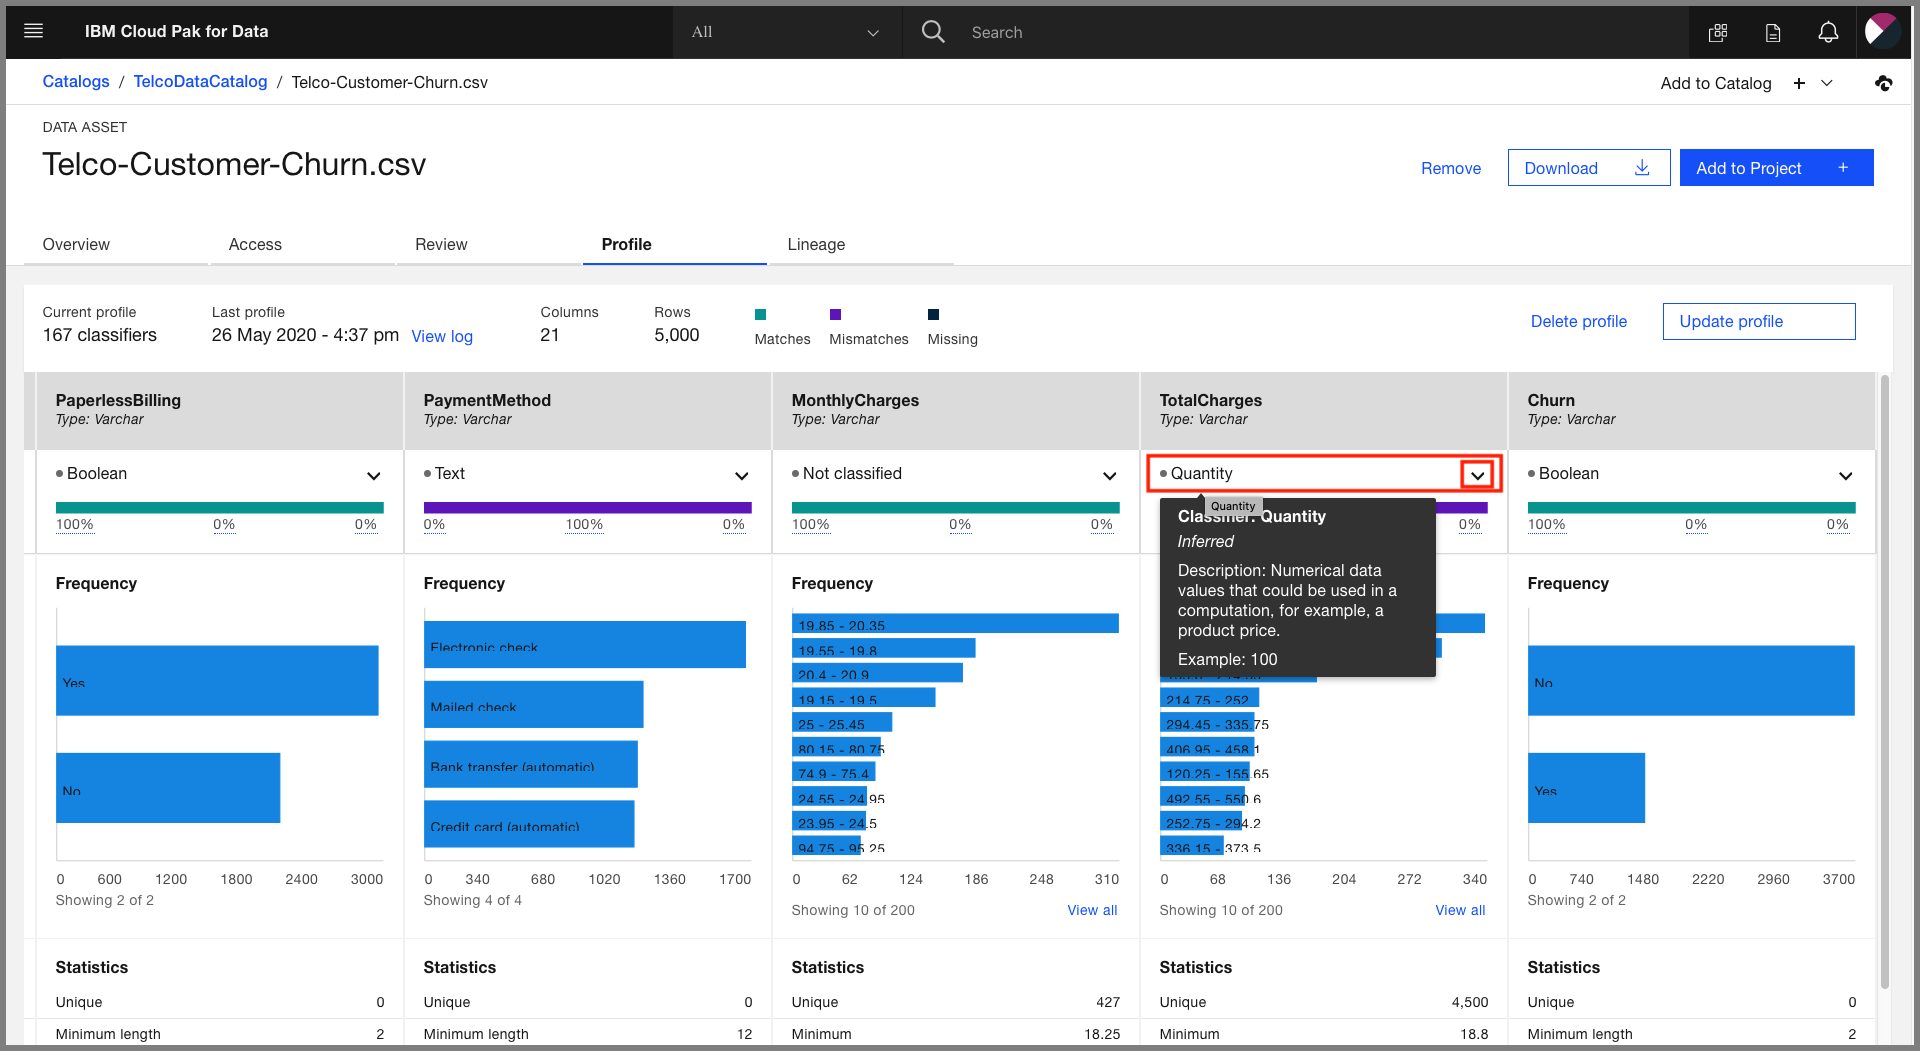 IBM Cloud Pak for Data
All
Search
Catalogs / TelcoDataCatalog / Telco-Customer-Churn.csv
Add to Catalog +
DATA ASSET
Telco-Customer-Churn.csv
Remove
Download
Add to Project +
Overview
Access
Review
Profile
Lineage
Current profile
167 classifiers
Last profile
26 May 2020 - 4:37 pm View log
Columns
21
Rows
5,000
Matches
Mismatches
Missing
Delete profile
Update profile
PaperlessBilling
Type: Varchar
Boolean
100% 0% 0%
Frequency
Yes
No
0 600 1200 1800 2400 3000
Showing 2 of 2
Statistics
Unique 0
Minimum length 2
PaymentMethod
Type: Varchar
Text
0% 100% 0%
Frequency
Electronic check
Mailed check
Bank transfer (automatic)
Credit card (automatic)
0 340 680 1020 1360 1700
Showing 4 of 4
Statistics
Unique 0
Minimum length 12
MonthlyCharges
Type: Varchar
Not classified
100% 0% 0%
Frequency
19.85 - 20.35
19.55 - 19.8
20.4 - 20.9
19.15 - 19.5
25 - 25.45
80.15 - 80.75
74.9 - 75.4
24.55 - 24.95
23.95 - 24.5
94.75 - 95.25
0 62 124 186 248 310
Showing 10 of 200 View all
Statistics
Unique 427
Minimum 18.25
TotalCharges
Type: Varchar
Quantity
0%
Quantity
Classifier: Quantity
Inferred
Description: Numerical data
values that could be used in a
computation, for example, a
product price.
Example: 100
214.75 - 252
294.45 - 335.75
406.95 - 458.1
120.25 - 155.65
492.55 - 550.6
252.75 - 294.2
336.15 - 373.5
0 68 136 204 272 340
Showing 10 of 200 View all
Statistics
Unique 4,500
Minimum 18.8
Churn
Type: Varchar
Boolean
100% 0% 0%
Frequency
No
Yes
0 740 1480 2220 2960 3700
Showing 2 of 2
Statistics
Unique 0
Minimum length 2